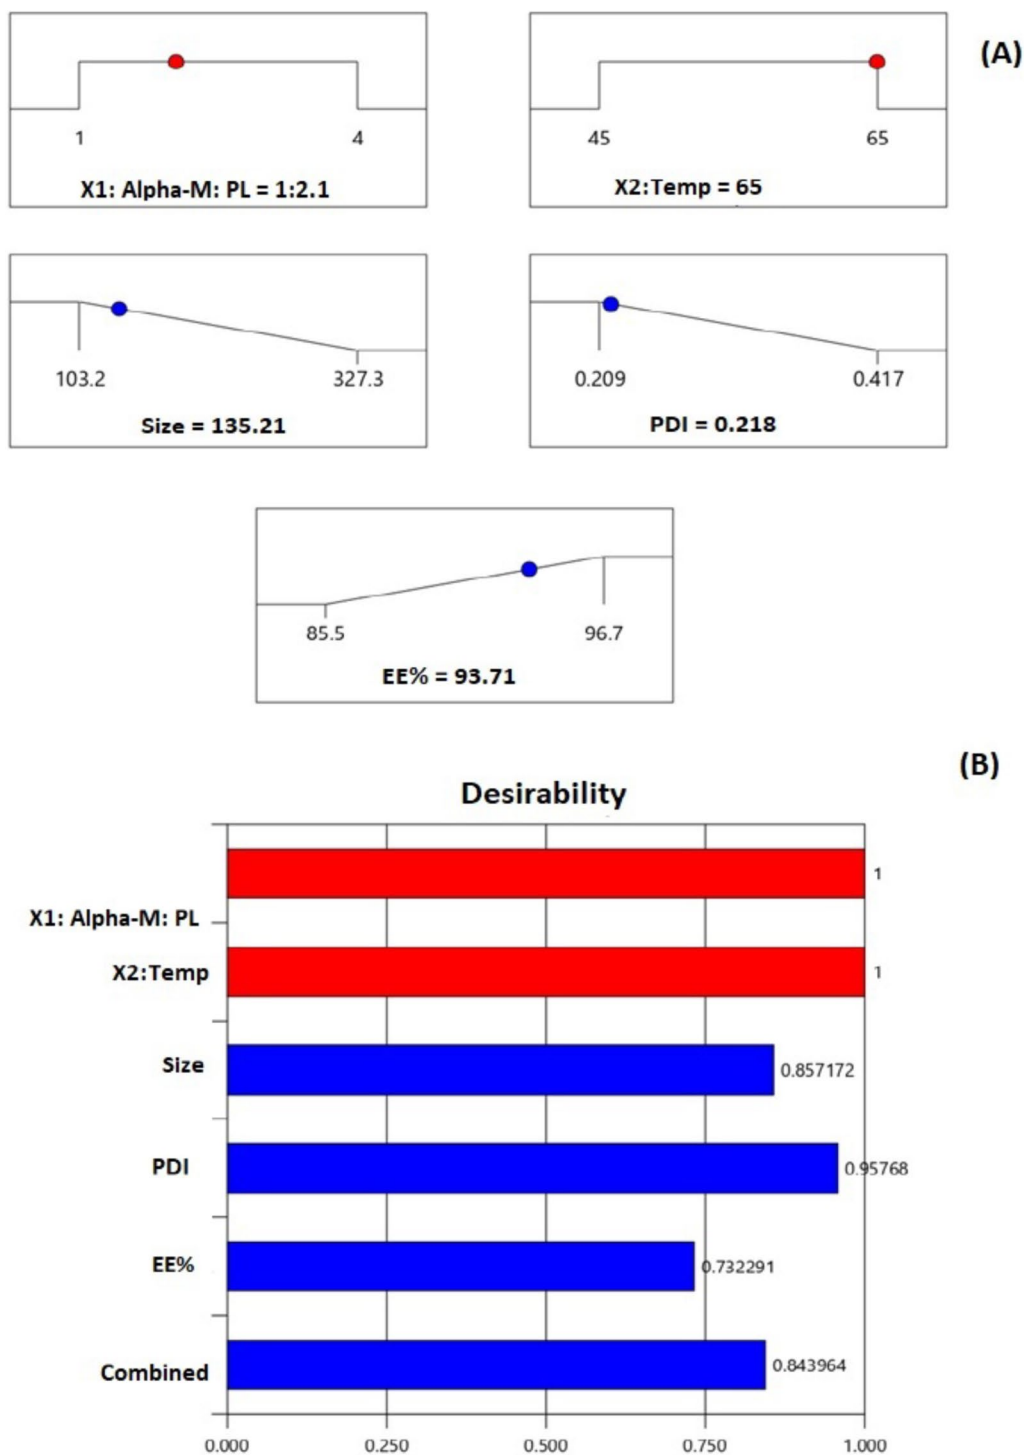 (A)
1 4
X1: Alpha-M: PL = 1:2.1
45 65
X2:Temp = 65
103.2 327.3
Size = 135.21
0.209 0.417
PDI = 0.218
85.5 96.7
EE% = 93.71
(B)
Desirability
1
X1: Alpha-M: PL
X2:Temp 1
Size 0.857172
PDI 0.95768
EE% 0.732291
Combined 0.843964
0.000 0.250 0.500 0.750 1.000